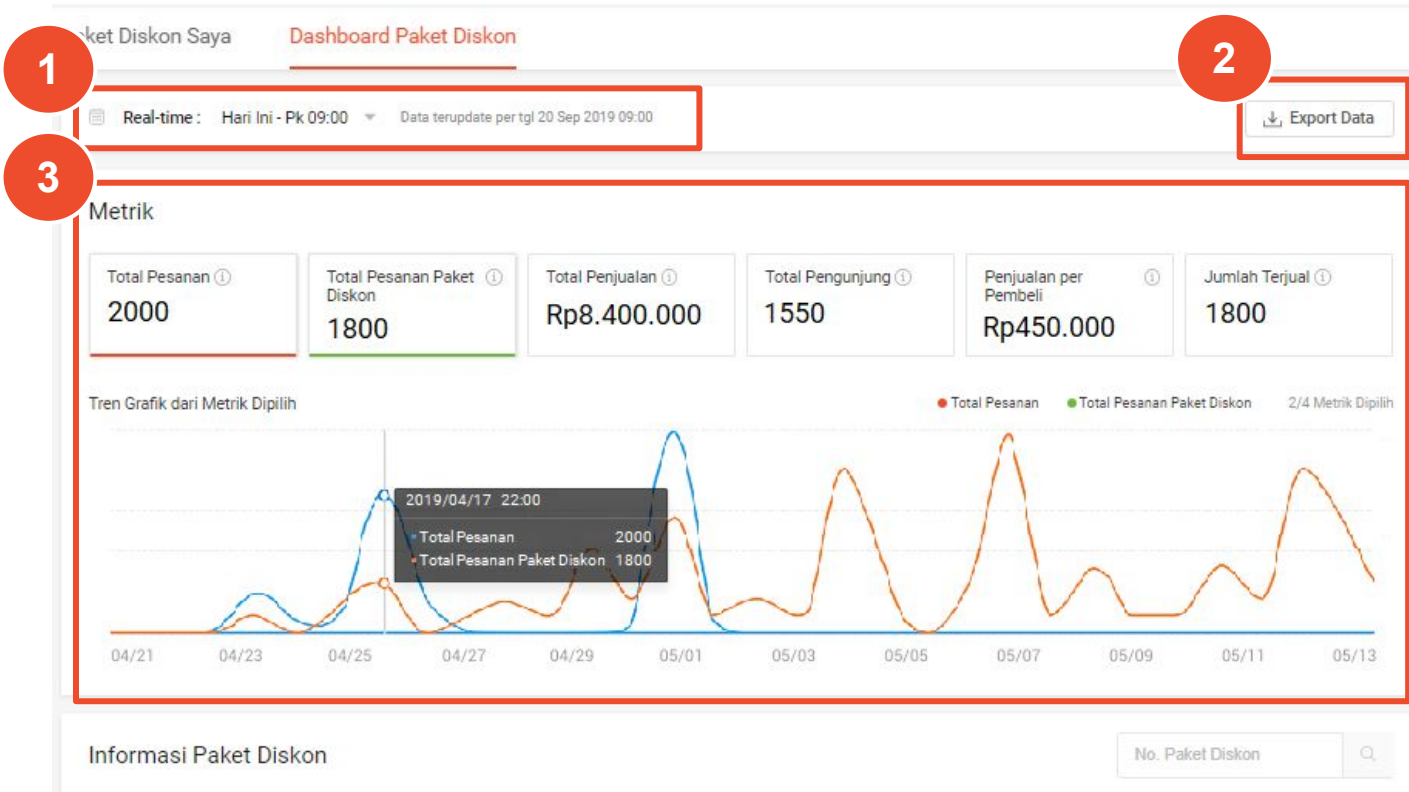 ket Diskon Saya
Dashboard Paket Diskon
1
2
Real-time : Hari Ini - Pk 09:00 Data terupdate per tgl 20 Sep 2019 09:00
Export Data
3
Metrik
Total Pesanan
2000
Total Pesanan Paket
Diskon
1800
Total Penjualan
Rp8.400.000
Total Pengunjung
1550
Penjualan per
Pembeli
Rp450.000
Jumlah Terjual
1800
Tren Grafik dari Metrik Dipilih
Total Pesanan
Total Pesanan Paket Diskon
2/4 Metrik Dipilih
2019/04/17 22:00
Total Pesanan 2000
Total Pesanan Paket Diskon 1800
04/21 04/23 04/25 04/27 04/29 05/01 05/03 05/05 05/07 05/09 05/11 05/13
Informasi Paket Diskon
No. Paket Diskon